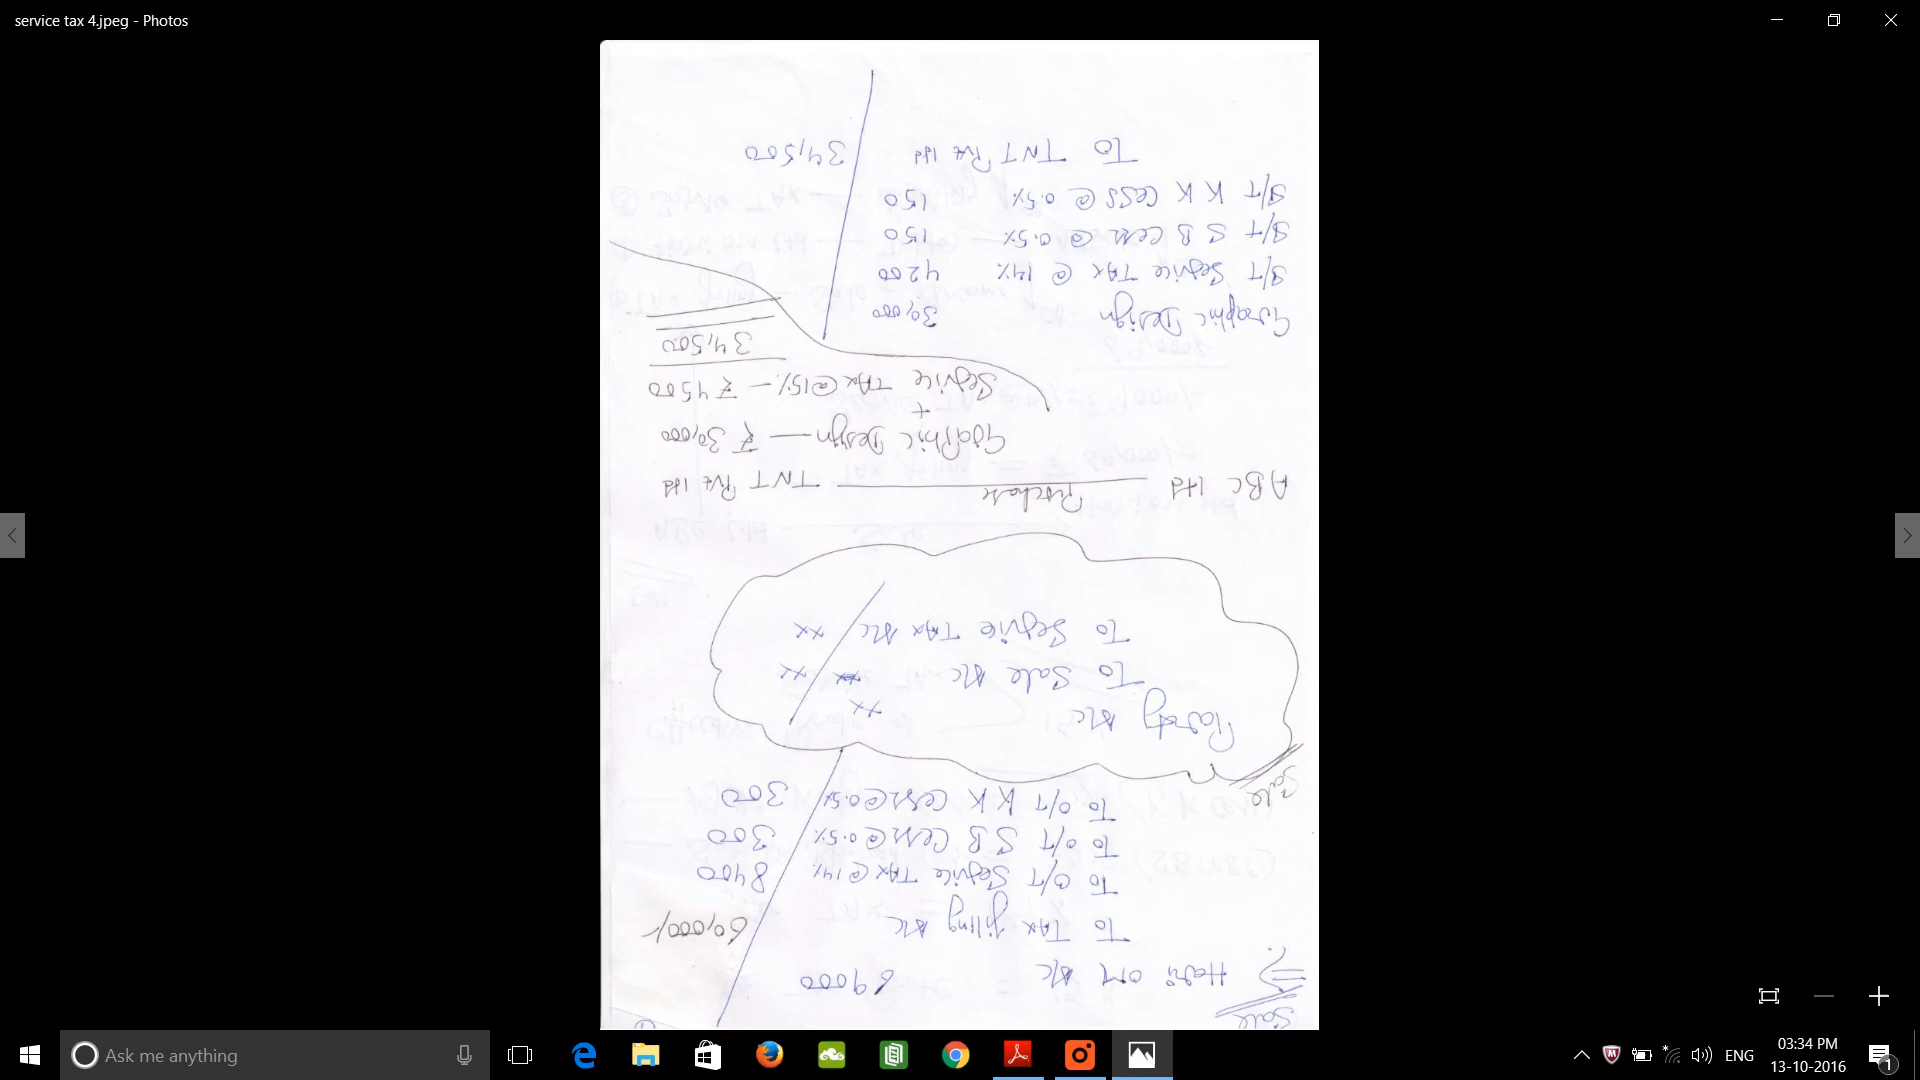 service tax 4.jpeg - Photos
Sale
⇒ Hari om A/c 69000
To Tax filing A/c 60,000/-
To O/T Service TAx @ 14% 8400
To O/T S B Cess @ 0.5% 300
To O/T K K Cess @ 0.5% 300
Sale
Party A/c xx
To Sale A/c xx
To Service TAx A/c xx
ABC ltd Purchase TNT Pvt ltd
Graphic Design — ₹ 30,000
+
Service TAx @ 15% — ₹ 4500
34,500
Graphic Design 30,000
I/T Service TAx @ 14% 4200
I/T S B Cess @ 0.5% 150
I/T K K Cess @ 0.5% 150
To TNT Pvt ltd 34,500
Ask me anything
ENG
03:34 PM
13-10-2016
1